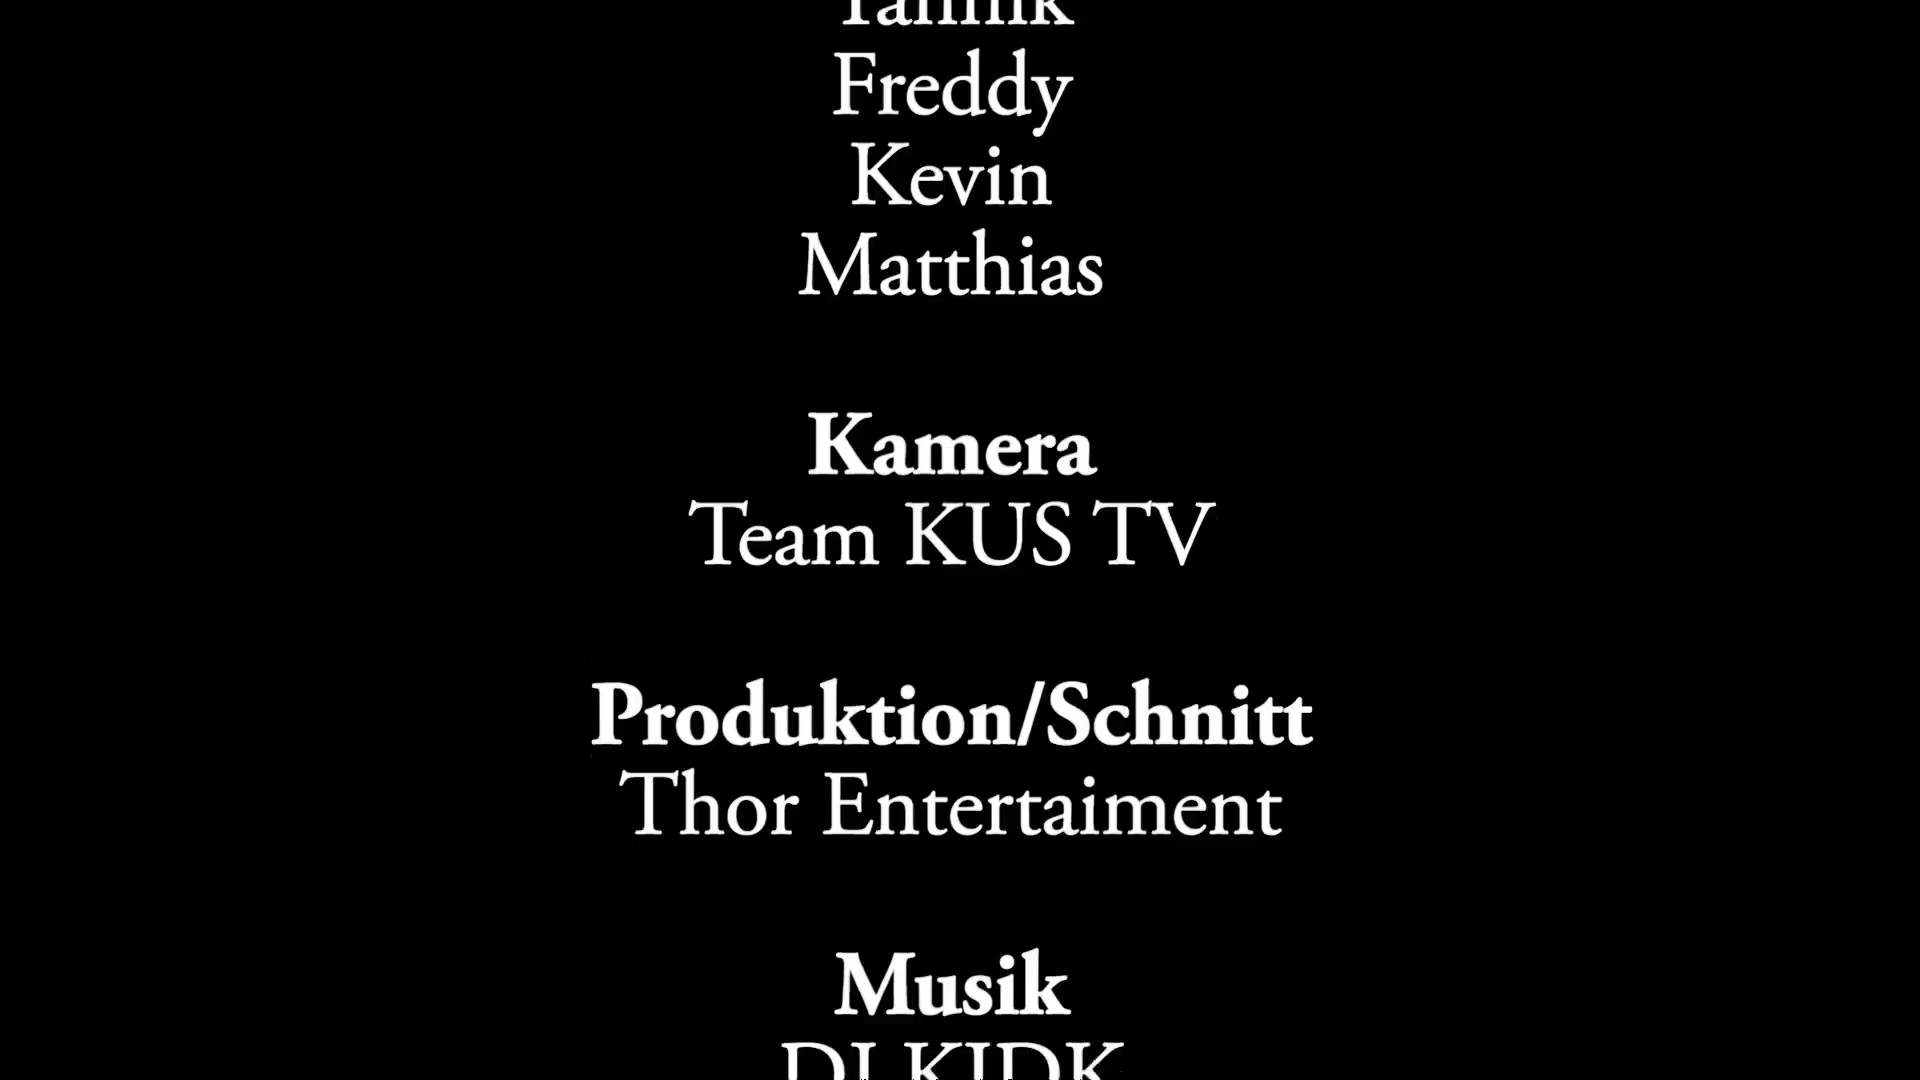 Freddy
Kevin
Matthias
Kamera
Team KUS TV
Produktion/Schnitt
Thor Entertaiment
Musik